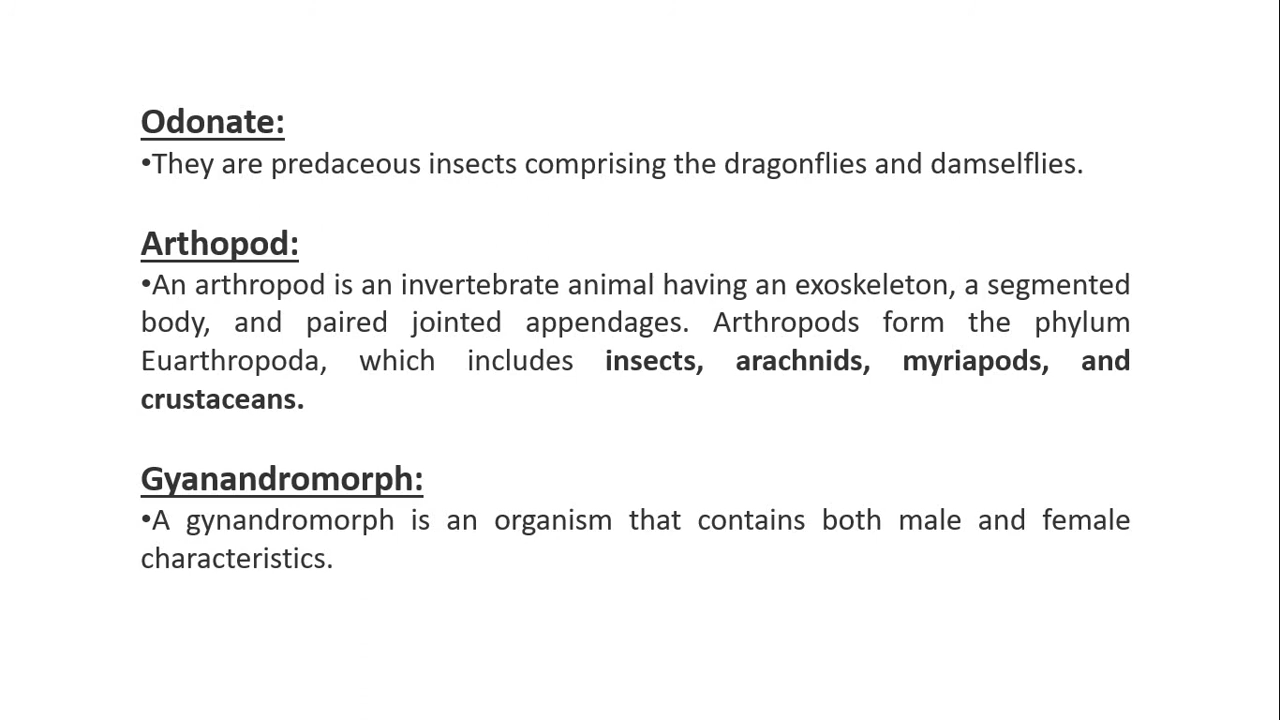 Odonate:
•They are predaceous insects comprising the dragonflies and damselflies.
Arthopod:
•An arthropod is an invertebrate animal having an exoskeleton, a segmented
body, and paired jointed appendages. Arthropods form the phylum
Euarthropoda, which includes insects, arachnids, myriapods, and
crustaceans.
Gyanandromorph:
•A gynandromorph is an organism that contains both male and female
characteristics.